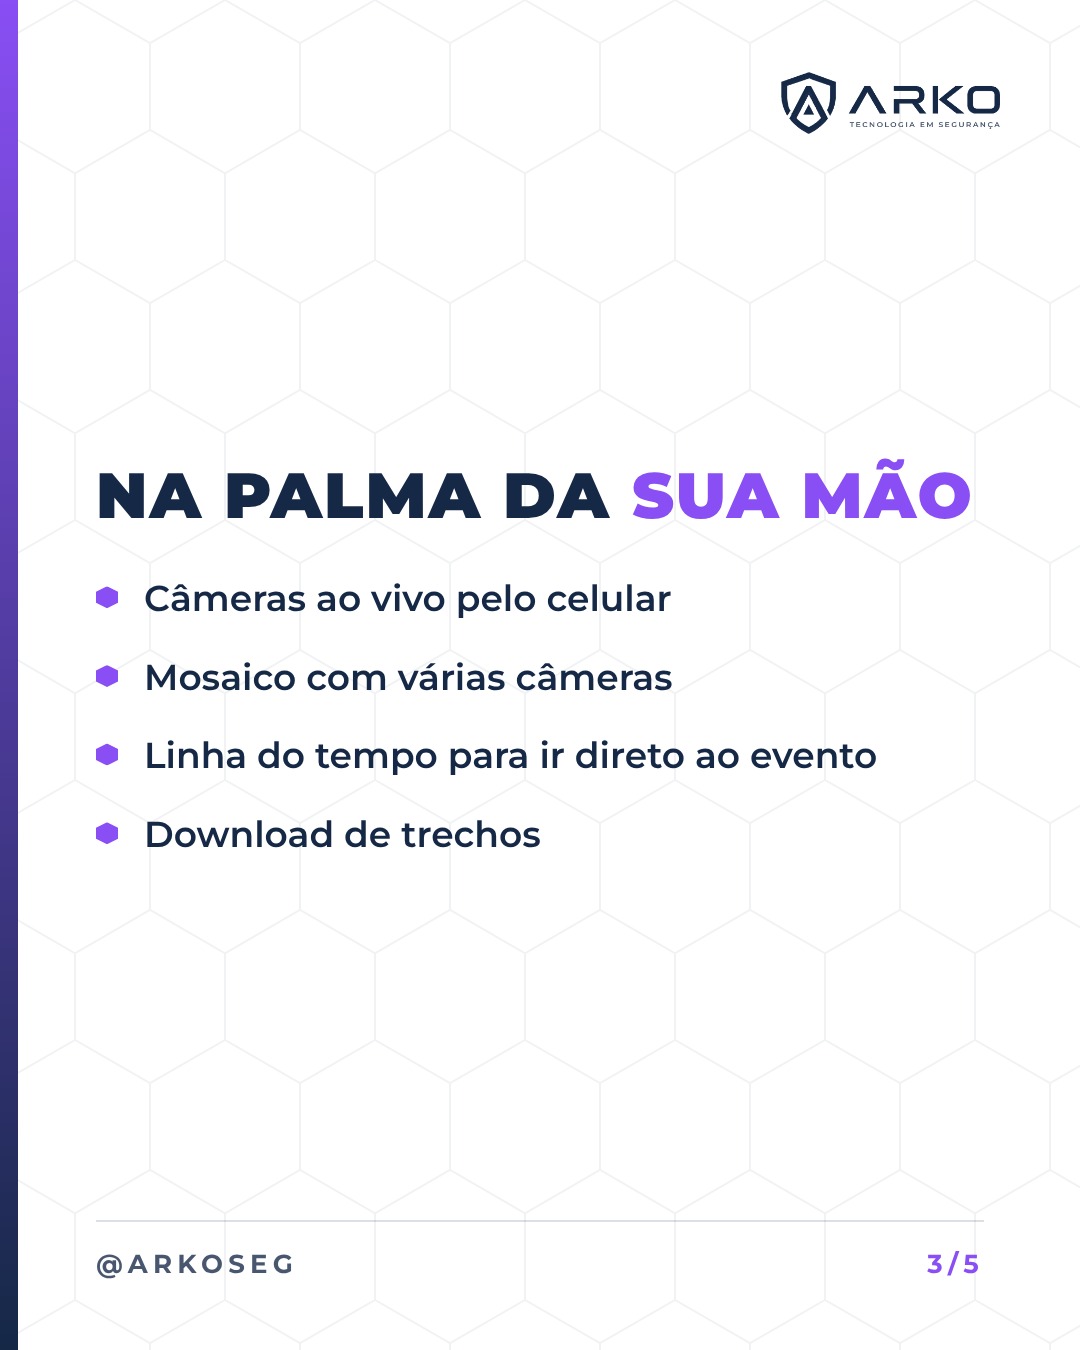 ARKO
TECNOLOGIA EM SEGURANÇA
NA PALMA DA SUA MÃO
Câmeras ao vivo pelo celular
Mosaico com várias câmeras
Linha do tempo para ir direto ao evento
Download de trechos
@ARKOSEG
3/5